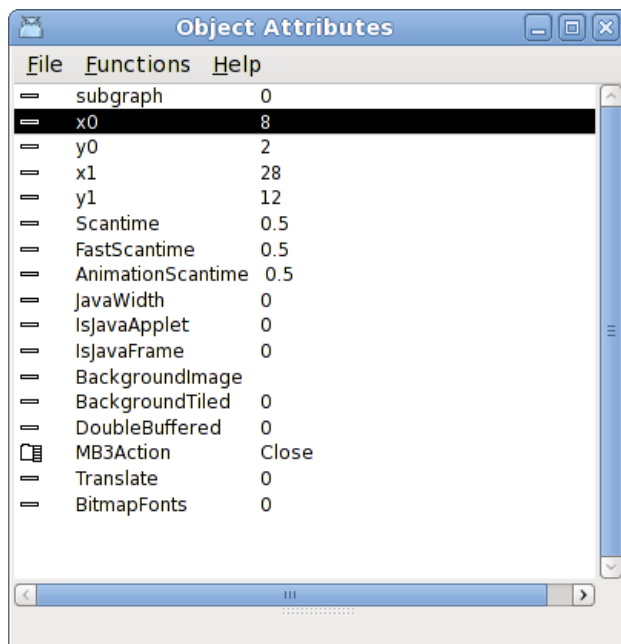 Object Attributes
File Functions Help
subgraph 0
x0 8
y0 2
x1 28
y1 12
Scantime 0.5
FastScantime 0.5
AnimationScantime 0.5
JavaWidth 0
IsJavaApplet 0
IsJavaFrame 0
BackgroundImage
BackgroundTiled 0
DoubleBuffered 0
MB3Action Close
Translate 0
BitmapFonts 0